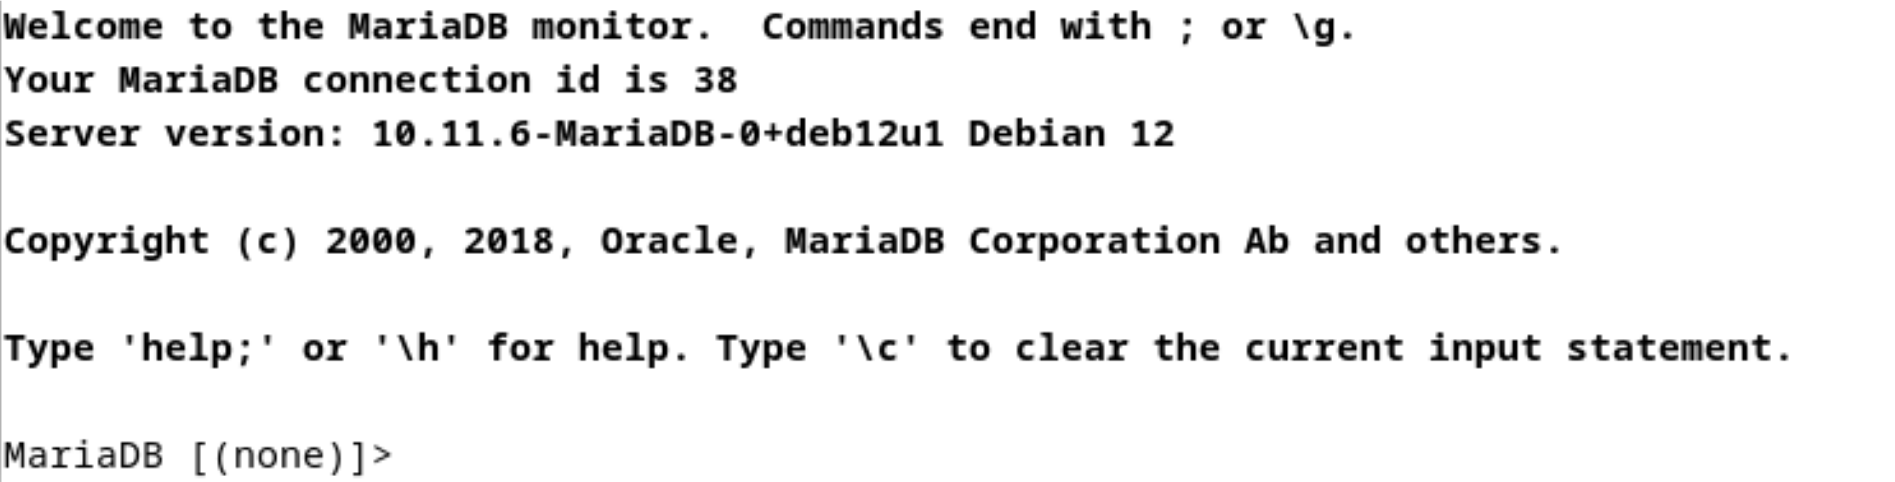 Welcome to the MariaDB monitor.  Commands end with ; or \g.
Your MariaDB connection id is 38
Server version: 10.11.6-MariaDB-0+deb12u1 Debian 12
Copyright (c) 2000, 2018, Oracle, MariaDB Corporation Ab and others.
Type 'help;' or '\h' for help. Type '\c' to clear the current input statement.
MariaDB [(none)]>